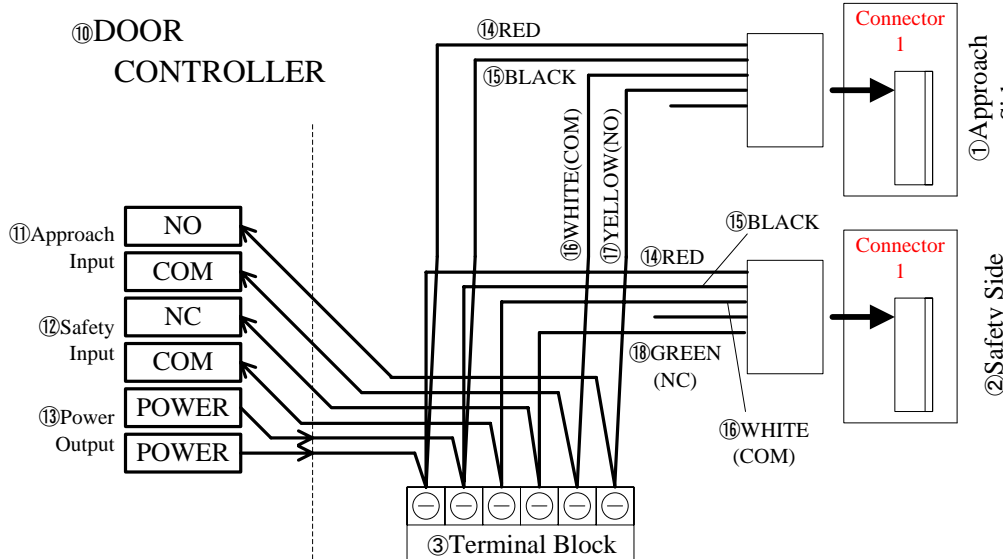 ⑩DOOR
CONTROLLER
⑭RED
⑮BLACK
⑯WHITE(COM)
⑰YELLOW(NO)
Connector
1
①Approach
Side
⑪Approach
Input
NO
COM
⑫Safety
Input
NC
COM
⑬Power
Output
POWER
POWER
⑮BLACK
⑭RED
⑱GREEN
(NC)
⑯WHITE
(COM)
Connector
1
②Safety Side
③Terminal Block